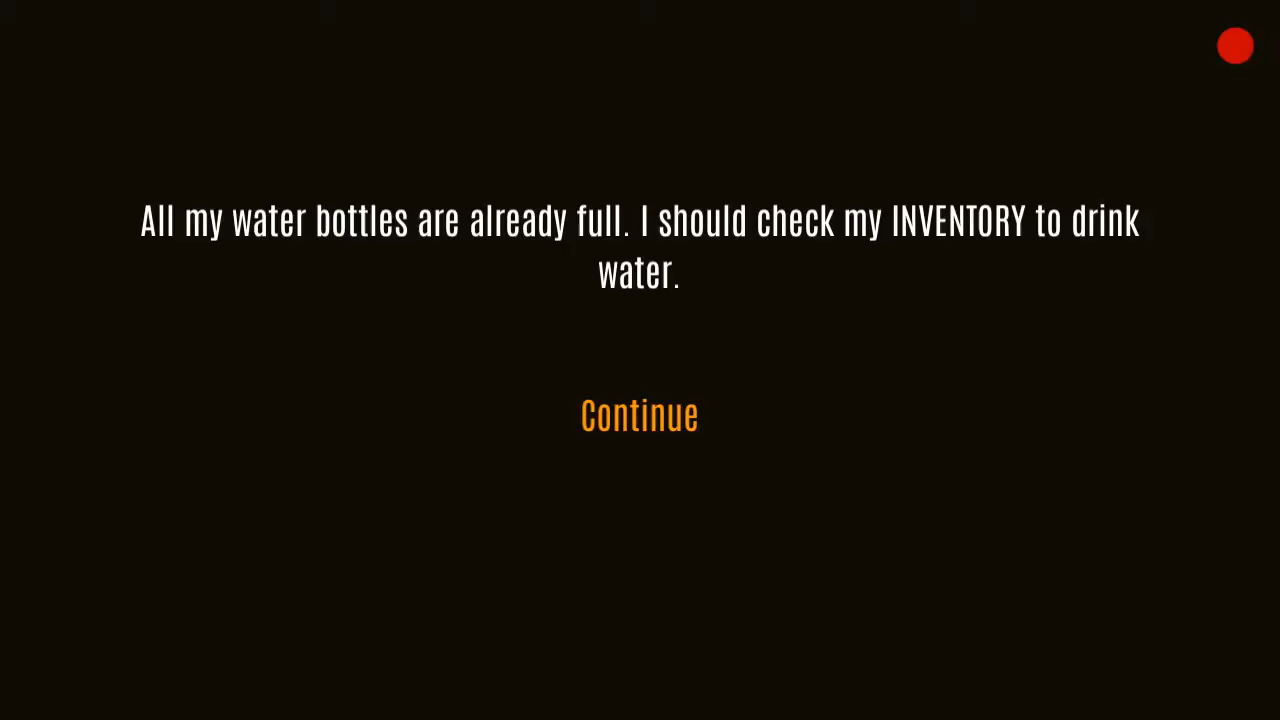 All my water bottles are already full. I should check my INVENTORY to drink
water.
Continue